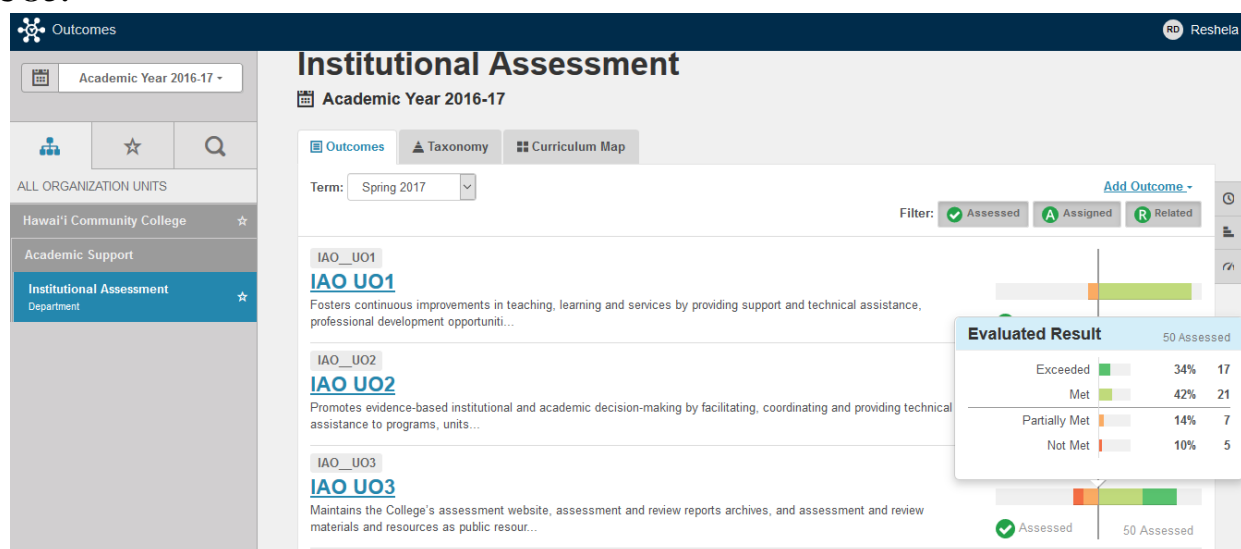 Outcomes
RD Reshela
Academic Year 2016-17
Institutional Assessment
Academic Year 2016-17
Outcomes Taxonomy Curriculum Map
ALL ORGANIZATION UNITS
Hawai‘i Community College
Academic Support
Institutional Assessment
Department
Term: Spring 2017
Add Outcome
Filter: Assessed A Assigned R Related
IAO__UO1
IAO UO1
Fosters continuous improvements in teaching, learning and services by providing support and technical assistance,
professional development opportuniti...
IAO__UO2
IAO UO2
Promotes evidence-based institutional and academic decision-making by facilitating, coordinating and providing technical
assistance to programs, units...
IAO__UO3
IAO UO3
Maintains the College's assessment website, assessment and review reports archives, and assessment and review
materials and resources as public resour...
Evaluated Result 50 Assessed
Exceeded 34% 17
Met 42% 21
Partially Met 14% 7
Not Met 10% 5
Assessed 50 Assessed